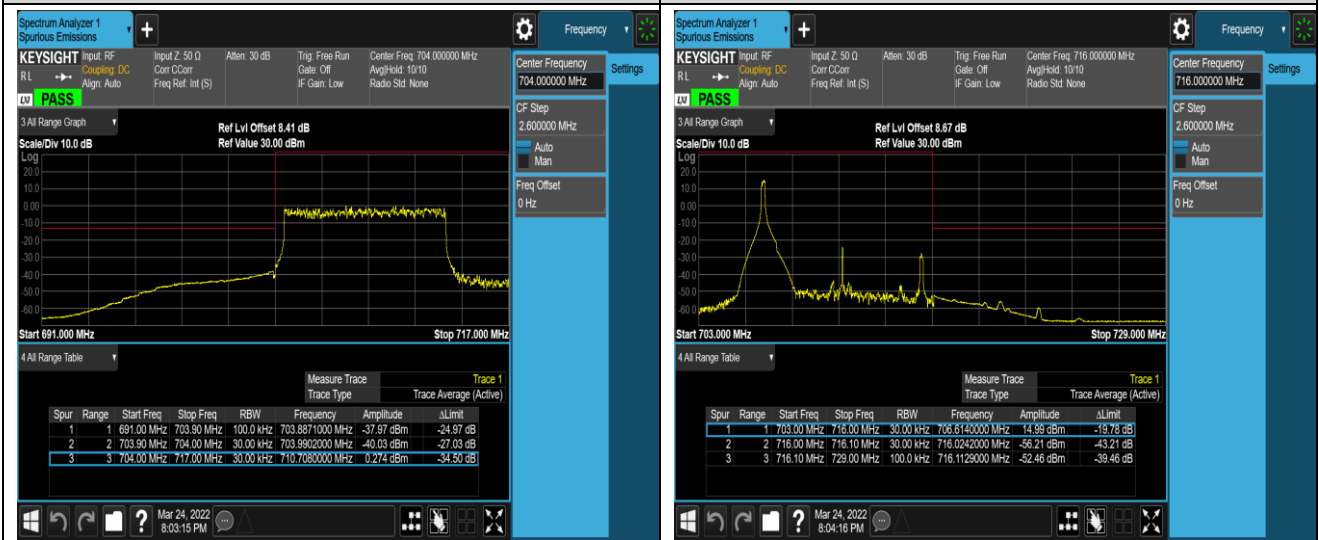 Spectrum Analyzer 1
Spurious Emissions
+
Frequency
KEYSIGHT Input: RF Input Z: 50 Ω Atten: 30 dB Trig: Free Run Center Freq: 704.000000 MHz
RL Coupling: DC Corr CCorr Gate: Off Avg|Hold: 10/10
Align: Auto Freq Ref: Int (S) IF Gain: Low Radio Std: None
LXI PASS
Center Frequency
704.000000 MHz
Settings
CF Step
2.600000 MHz
Auto
Man
Freq Offset
0 Hz
3 All Range Graph
Ref Lvl Offset 8.41 dB
Scale/Div 10.0 dB Ref Value 30.00 dBm
Log
20.0
10.0
0.00
-10.0
-20.0
-30.0
-40.0
-50.0
-60.0
Start 691.000 MHz Stop 717.000 MHz
4 All Range Table
Measure Trace Trace 1
Trace Type Trace Average (Active)
Spur Range Start Freq Stop Freq RBW Frequency Amplitude ΔLimit
1 1 691.00 MHz 703.90 MHz 100.0 kHz 703.8871000 MHz -37.97 dBm -24.97 dB
2 2 703.90 MHz 704.00 MHz 30.00 kHz 703.9902000 MHz -40.03 dBm -27.03 dB
3 3 704.00 MHz 717.00 MHz 30.00 kHz 710.7080000 MHz 0.274 dBm -34.50 dB
? Mar 24, 2022
8:03:15 PM
Spectrum Analyzer 1
Spurious Emissions
+
Frequency
KEYSIGHT Input: RF Input Z: 50 Ω Atten: 30 dB Trig: Free Run Center Freq: 716.000000 MHz
RL Coupling: DC Corr CCorr Gate: Off Avg|Hold: 10/10
Align: Auto Freq Ref: Int (S) IF Gain: Low Radio Std: None
LXI PASS
Center Frequency
716.000000 MHz
Settings
CF Step
2.600000 MHz
Auto
Man
Freq Offset
0 Hz
3 All Range Graph
Ref Lvl Offset 8.67 dB
Scale/Div 10.0 dB Ref Value 30.00 dBm
Log
20.0
10.0
0.00
-10.0
-20.0
-30.0
-40.0
-50.0
-60.0
Start 703.000 MHz Stop 729.000 MHz
4 All Range Table
Measure Trace Trace 1
Trace Type Trace Average (Active)
Spur Range Start Freq Stop Freq RBW Frequency Amplitude ΔLimit
1 1 703.00 MHz 716.00 MHz 30.00 kHz 706.6140000 MHz 14.99 dBm -19.78 dB
2 2 716.00 MHz 716.10 MHz 30.00 kHz 716.0242000 MHz -56.21 dBm -43.21 dB
3 3 716.10 MHz 729.00 MHz 100.0 kHz 716.1129000 MHz -52.46 dBm -39.46 dB
? Mar 24, 2022
8:04:16 PM